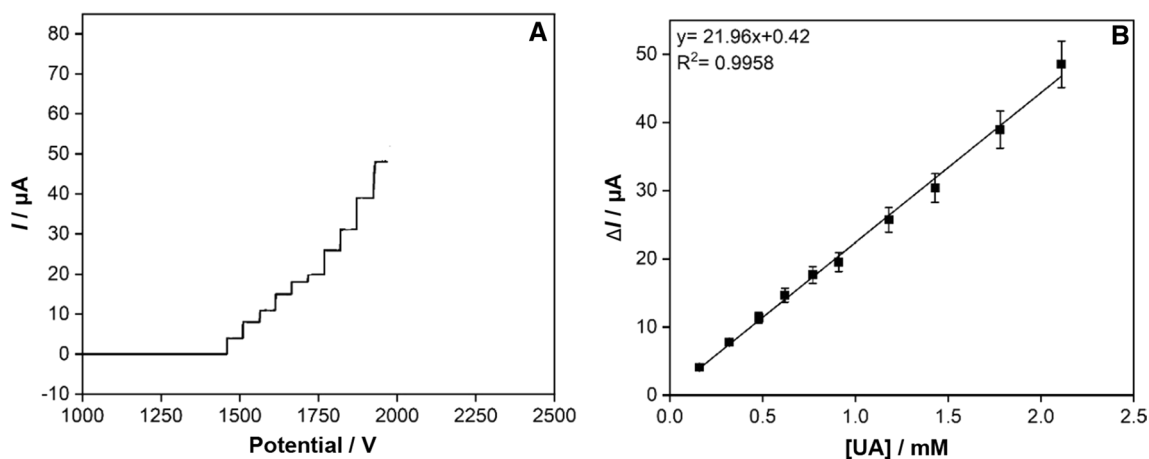 A
80
70
60
50
40
30
20
10
0
-10
1000 1250 1500 1750 2000 2250 2500
I / µA
Potential / V
B
y= 21.96x+0.42
R²= 0.9958
50
40
30
20
10
0
0.0 0.5 1.0 1.5 2.0 2.5
ΔI / µA
[UA] / mM